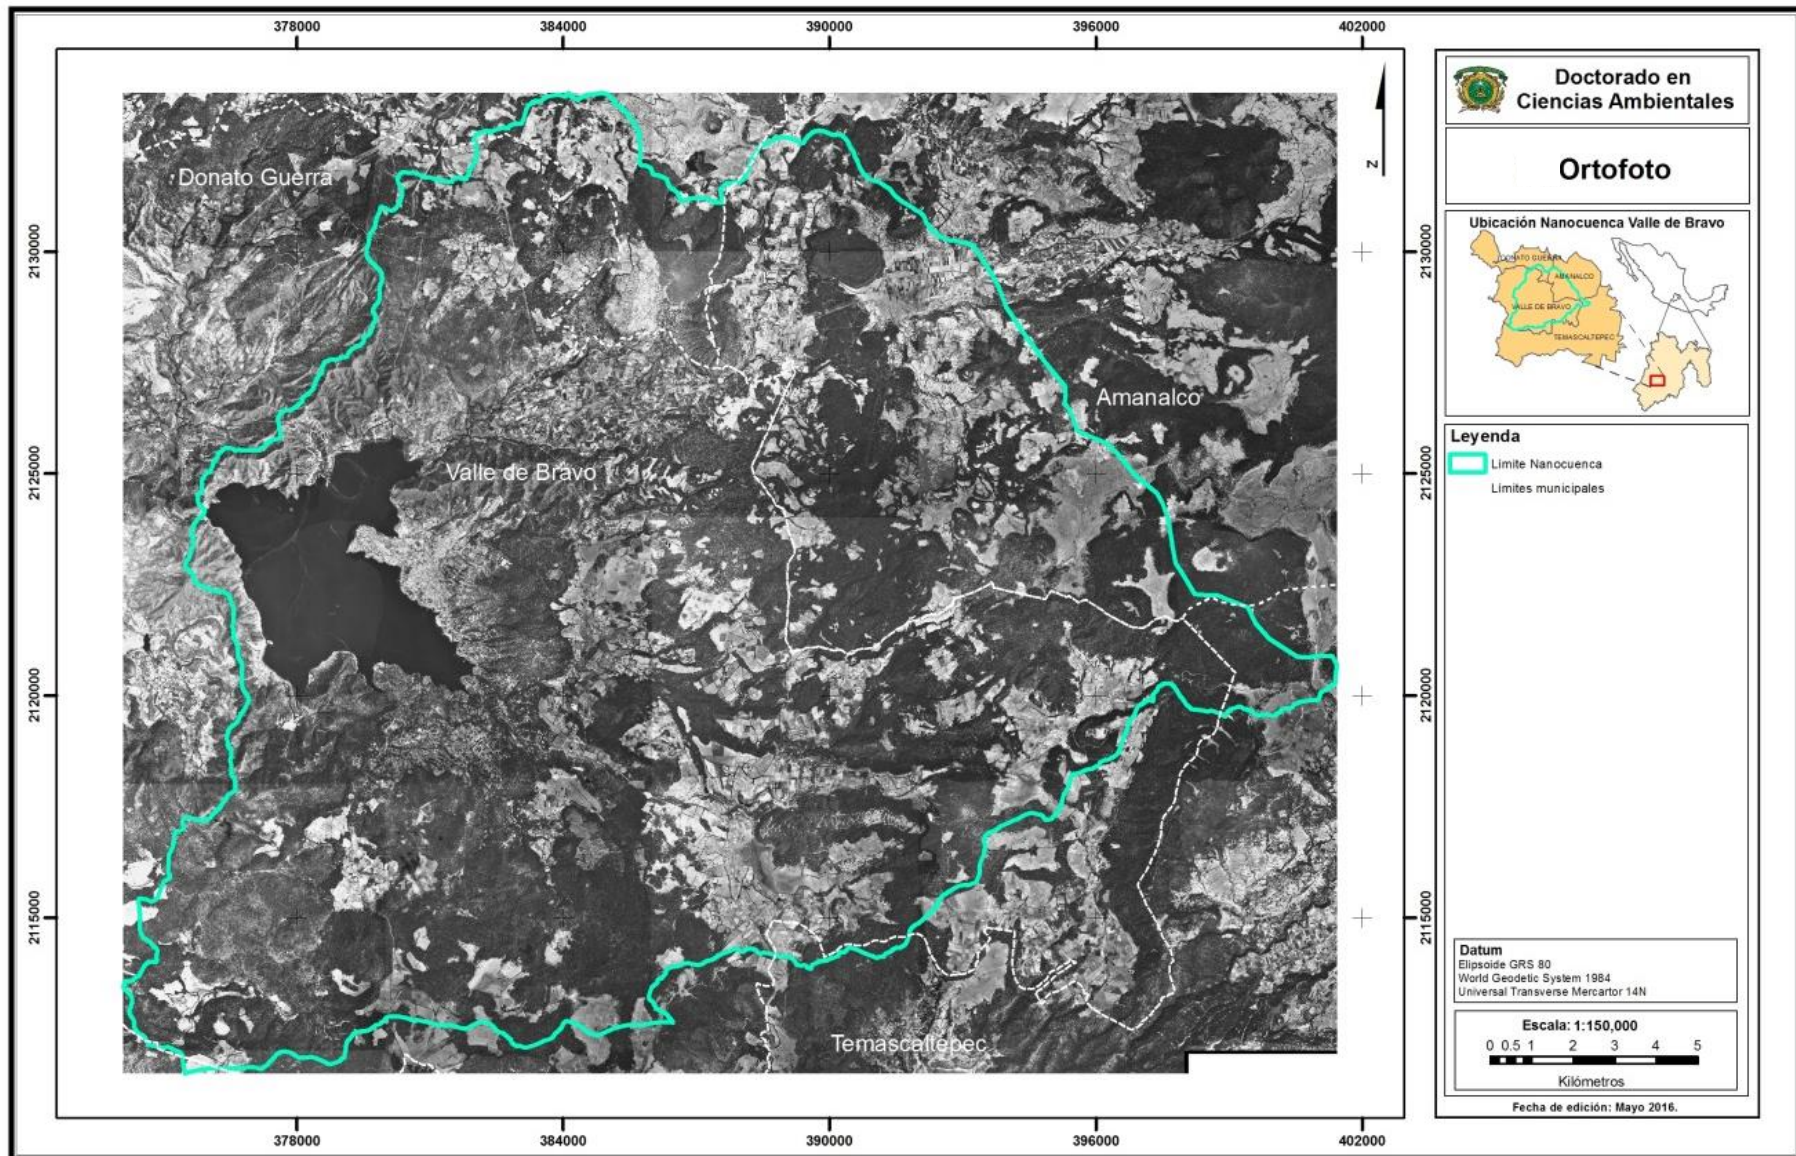 378000
384000
390000
396000
402000
2130000
2125000
2120000
2115000
Donato Guerra
Valle de Bravo
Amanalco
Temascaltepec
2130000
2125000
2120000
2115000
378000
384000
390000
396000
402000
N
Doctorado en
Ciencias Ambientales
Ortofoto
Ubicación Nanocuenca Valle de Bravo
DONATO GUERRA
AMANALCO
VALLE DE BRAVO
TEMASCALTEPEC
Leyenda
Limite Nanocuenca
Limites municipales
Datum
Elipsoide GRS 80
World Geodetic System 1984
Universal Transverse Mercartor 14N
Escala: 1:150,000
0 0.5 1 2 3 4 5
Kilómetros
Fecha de edición: Mayo 2016.